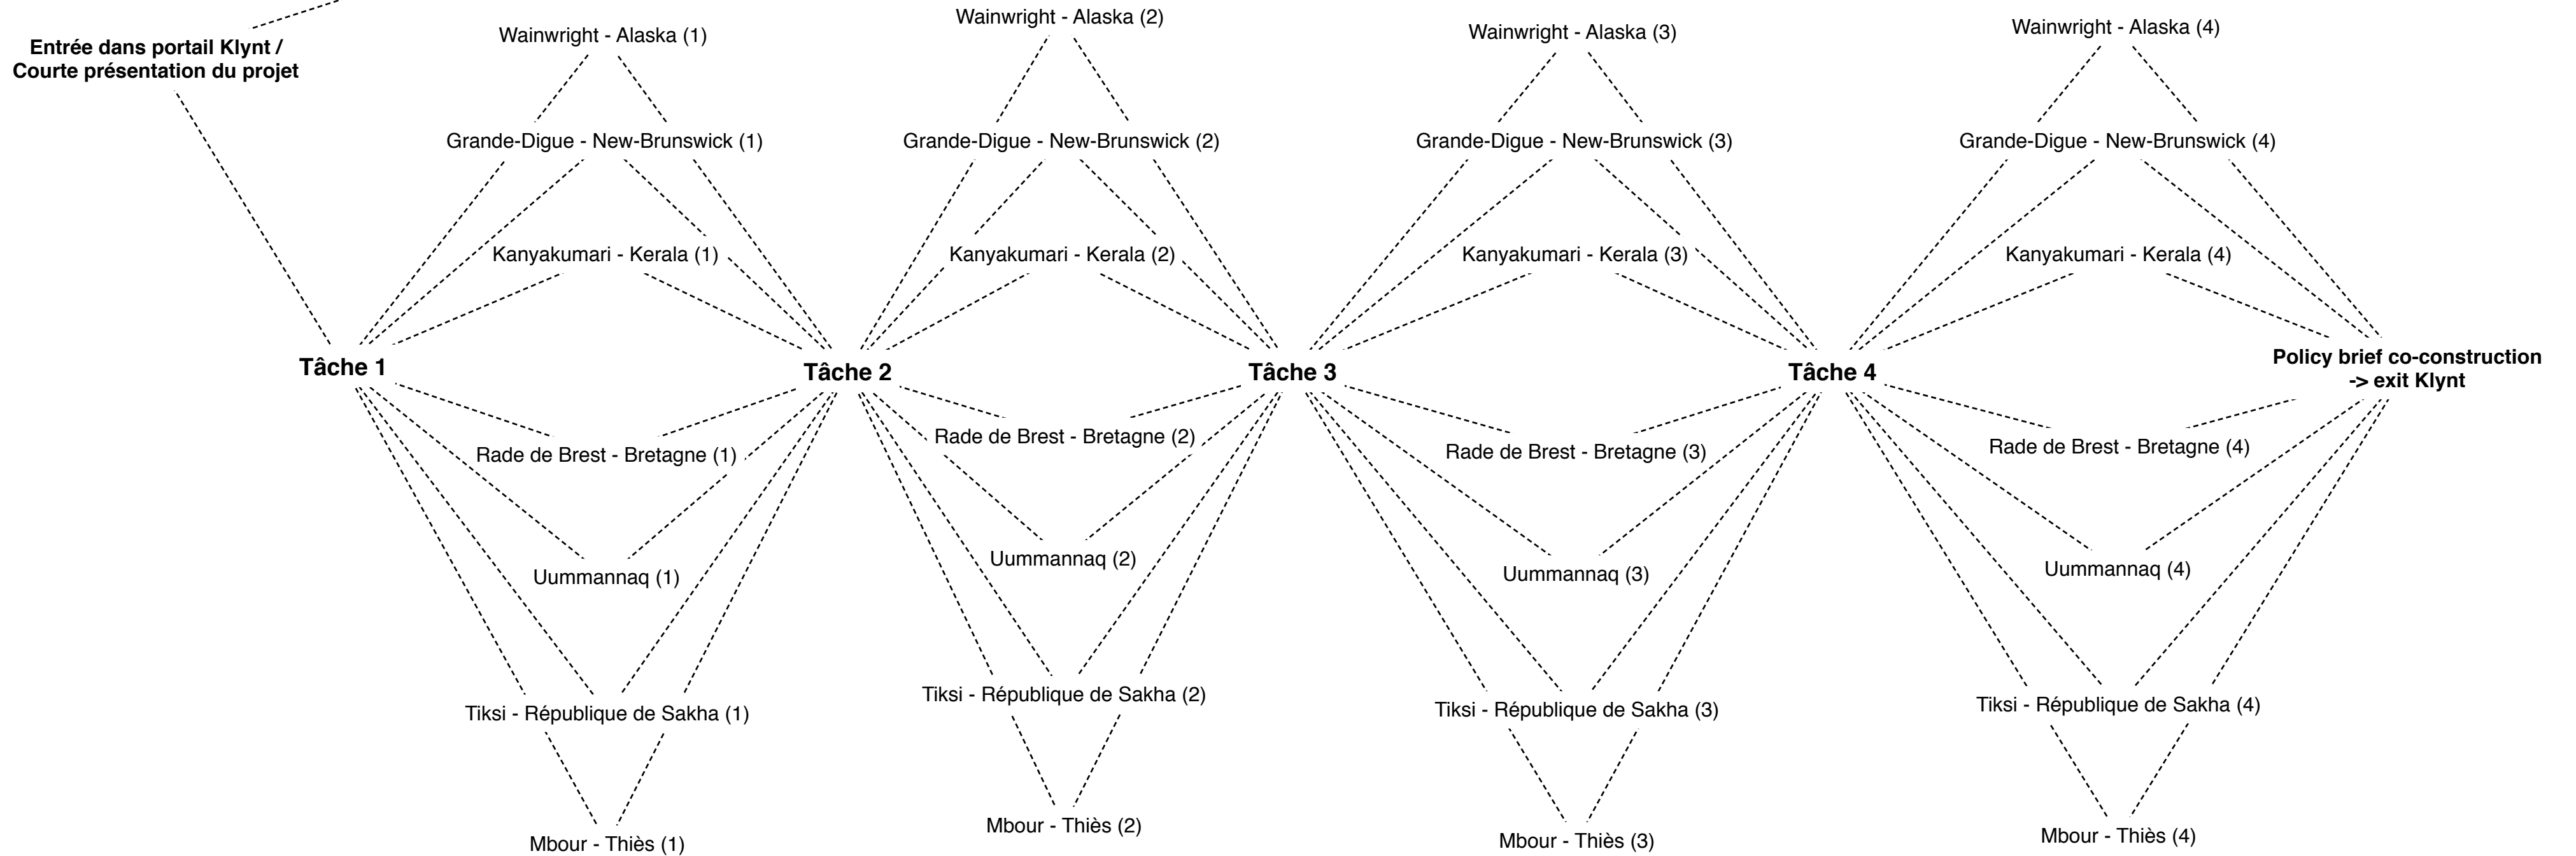 Entrée dans portail Klynt /
Courte présentation du projet
Wainwright - Alaska (1)
Grande-Digue - New-Brunswick (1)
Kanyakumari - Kerala (1)
Tâche 1
Rade de Brest - Bretagne (1)
Uummannaq (1)
Tiksi - République de Sakha (1)
Mbour - Thiès (1)
Wainwright - Alaska (2)
Grande-Digue - New-Brunswick (2)
Kanyakumari - Kerala (2)
Tâche 2
Rade de Brest - Bretagne (2)
Uummannaq (2)
Tiksi - République de Sakha (2)
Mbour - Thiès (2)
Wainwright - Alaska (3)
Grande-Digue - New-Brunswick (3)
Kanyakumari - Kerala (3)
Tâche 3
Rade de Brest - Bretagne (3)
Uummannaq (3)
Tiksi - République de Sakha (3)
Mbour - Thiès (3)
Wainwright - Alaska (4)
Grande-Digue - New-Brunswick (4)
Kanyakumari - Kerala (4)
Tâche 4
Rade de Brest - Bretagne (4)
Uummannaq (4)
Tiksi - République de Sakha (4)
Mbour - Thiès (4)
Policy brief co-construction
-> exit Klynt